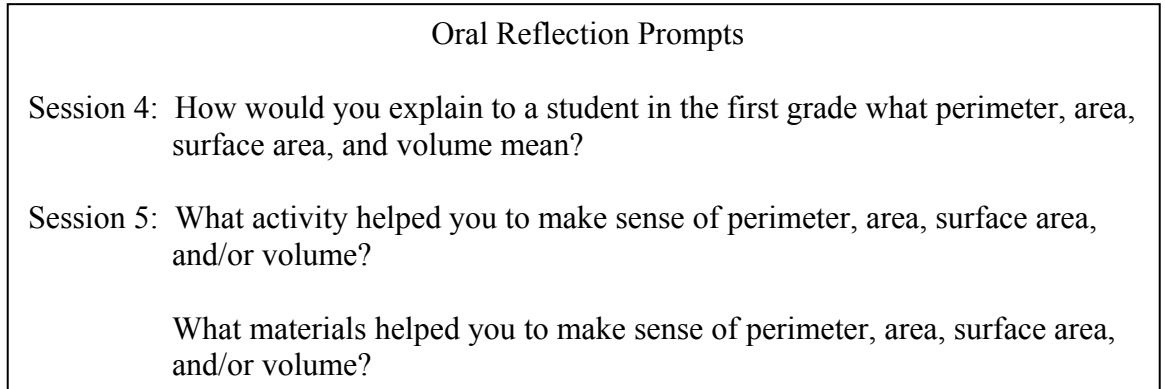 Oral Reflection Prompts
Session 4: How would you explain to a student in the first grade what perimeter, area,
surface area, and volume mean?
Session 5: What activity helped you to make sense of perimeter, area, surface area,
and/or volume?
What materials helped you to make sense of perimeter, area, surface area,
and/or volume?